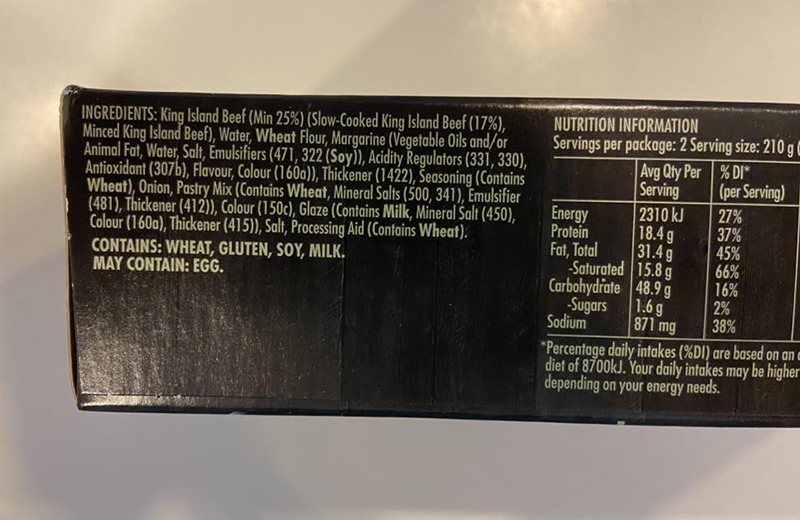 INGREDIENTS: King Island Beef (Min 25%) (Slow-Cooked King Island Beef (17%),
Minced King Island Beef), Water, Wheat Flour, Margarine (Vegetable Oils and/or
Animal Fat, Water, Salt, Emulsifiers (471, 322 (Soy)), Acidity Regulators (331, 330),
Antioxidant (307b), Flavour, Colour (160a)), Thickener (1422), Seasoning (Contains
Wheat), Onion, Pastry Mix (Contains Wheat, Mineral Salts (500, 341), Emulsifier
(481), Thickener (412)), Colour (150c), Glaze (Contains Milk, Mineral Salt (450),
Colour (160a), Thickener (415)), Salt, Processing Aid (Contains Wheat).
CONTAINS: WHEAT, GLUTEN, SOY, MILK.
MAY CONTAIN: EGG.
NUTRITION INFORMATION
Servings per package: 2 Serving size: 210 g (
Avg Qty Per Serving % DI* (per Serving)
Energy 2310 kJ 27%
Protein 18.4 g 37%
Fat, Total 31.4 g 45%
-Saturated 15.8 g 66%
Carbohydrate 48.9 g 16%
-Sugars 1.6 g 2%
Sodium 871 mg 38%
*Percentage daily intakes (%DI) are based on an
diet of 8700kJ. Your daily intakes may be higher
depending on your energy needs.